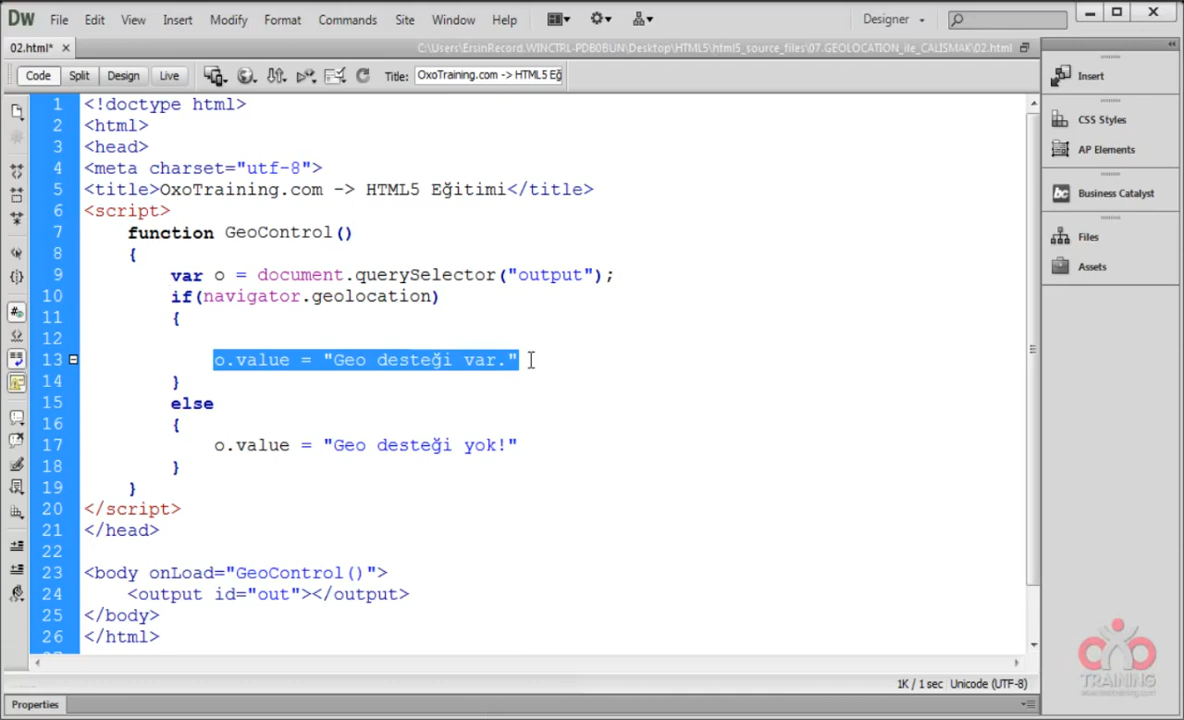 Dw File Edit View Insert Modify Format Commands Site Window Help Designer
02.html* C:\Users\ErsinRecord.WINCTRL-PDB0BUN\Desktop\HTML5\html5_source_files\07.GEOLOCATION_ile_CALISMAK\02.html
Code Split Design Live Title: OxoTraining.com -> HTML5 Eğ
1 <!doctype html>
2 <html>
3 <head>
4 <meta charset="utf-8">
5 <title>OxoTraining.com -> HTML5 Eğitimi</title>
6 <script>
7 function GeoControl()
8 {
9 var o = document.querySelector("output");
10 if(navigator.geolocation)
11 {
12
13 o.value = "Geo desteği var."
14 }
15 else
16 {
17 o.value = "Geo desteği yok!"
18 }
19 }
20 </script>
21 </head>
22
23 <body onLoad="GeoControl()">
24 <output id="out"></output>
25 </body>
26 </html>
1K / 1 sec Unicode (UTF-8)
Properties
Insert
CSS Styles
AP Elements
Business Catalyst
Files
Assets
TRAINING